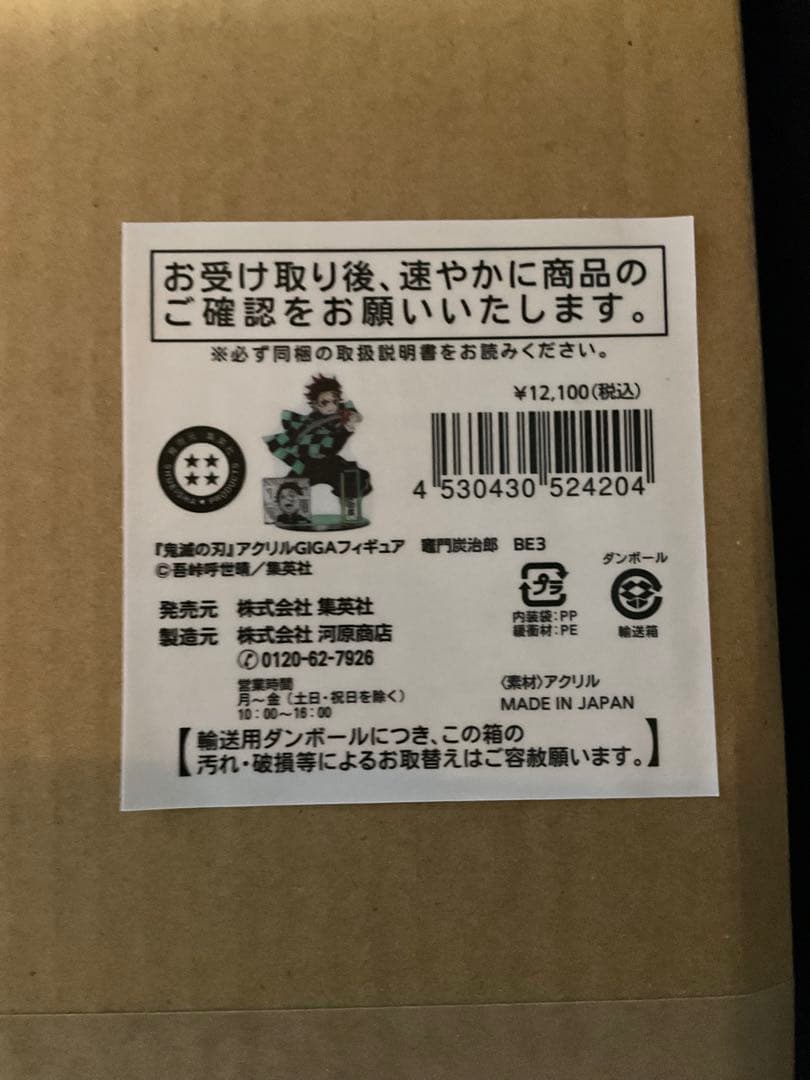 お受け取り後、速やかに商品の
ご確認をお願いいたします。
※必ず同梱の取扱説明書をお読みください。
¥12,100(税込)
4 530430 524204
『鬼滅の刃』アクリルGIGAフィギュア 竈門炭治郎 BE3
©吾峠呼世晴/集英社
発売元 株式会社 集英社
製造元 株式会社 河原商店
0120-62-7926
営業時間
月～金(土日・祝日を除く)
10:00～16:00
プラ
内装袋:PP
緩衝材:PE
ダンボール
輸送箱
〈素材〉アクリル
MADE IN JAPAN
【輸送用ダンボールにつき、この箱の
汚れ・破損等によるお取替えはご容赦願います。】